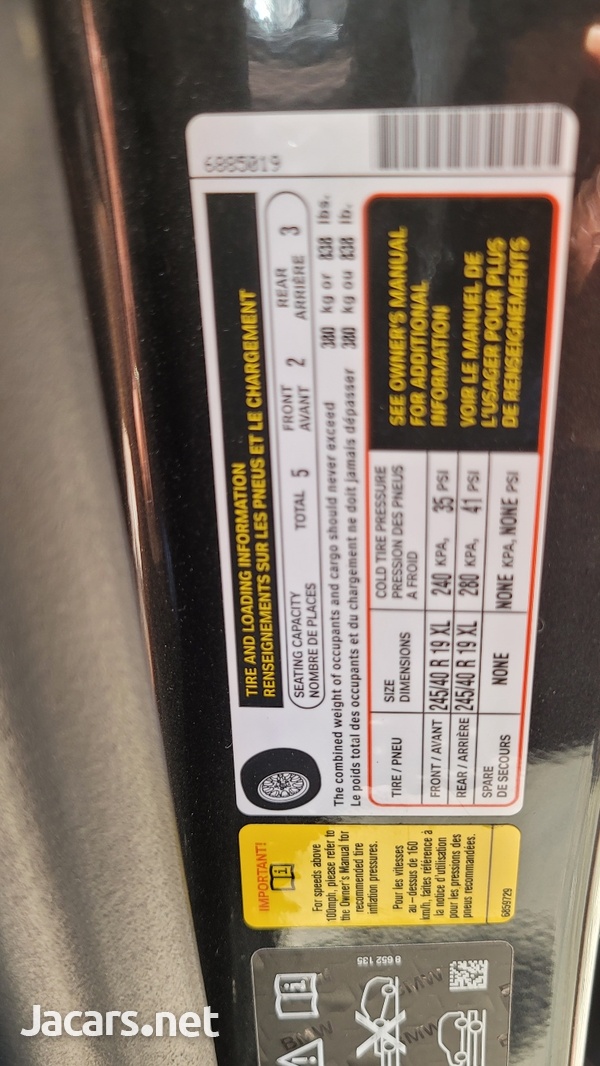 6885019
TIRE AND LOADING INFORMATION
RENSEIGNEMENTS SUR LES PNEUS ET LE CHARGEMENT
SEATING CAPACITY
NOMBRE DE PLACES
TOTAL 5
FRONT
AVANT 2
REAR
ARRIÈRE 3
The combined weight of occupants and cargo should never exceed 380 kg or 838 lbs.
Le poids total des occupants et du chargement ne doit jamais dépasser 380 kg ou 838 lb.
TIRE / PNEU
SIZE
DIMENSIONS
COLD TIRE PRESSURE
PRESSION DES PNEUS
A FROID
FRONT / AVANT 245/40 R 19 XL 240 KPA, 35 PSI
REAR / ARRIÈRE 245/40 R 19 XL 280 KPA, 41 PSI
SPARE
DE SECOURS
NONE NONE KPA, NONE PSI
SEE OWNER'S MANUAL
FOR ADDITIONAL
INFORMATION
VOIR LE MANUEL DE
L'USAGER POUR PLUS
DE RENSEIGNEMENTS
IMPORTANT!
For speeds above
100mph, please refer to
the Owner's Manual for
recommended tire
inflation pressures.
Pour les vitesses
au-dessus de 160
km/h, faites référence à
la notice d'utilisation
pour les pressions des
pneus recommandées.
6859729
8 652 135
BMW
BMW
Jacars.net